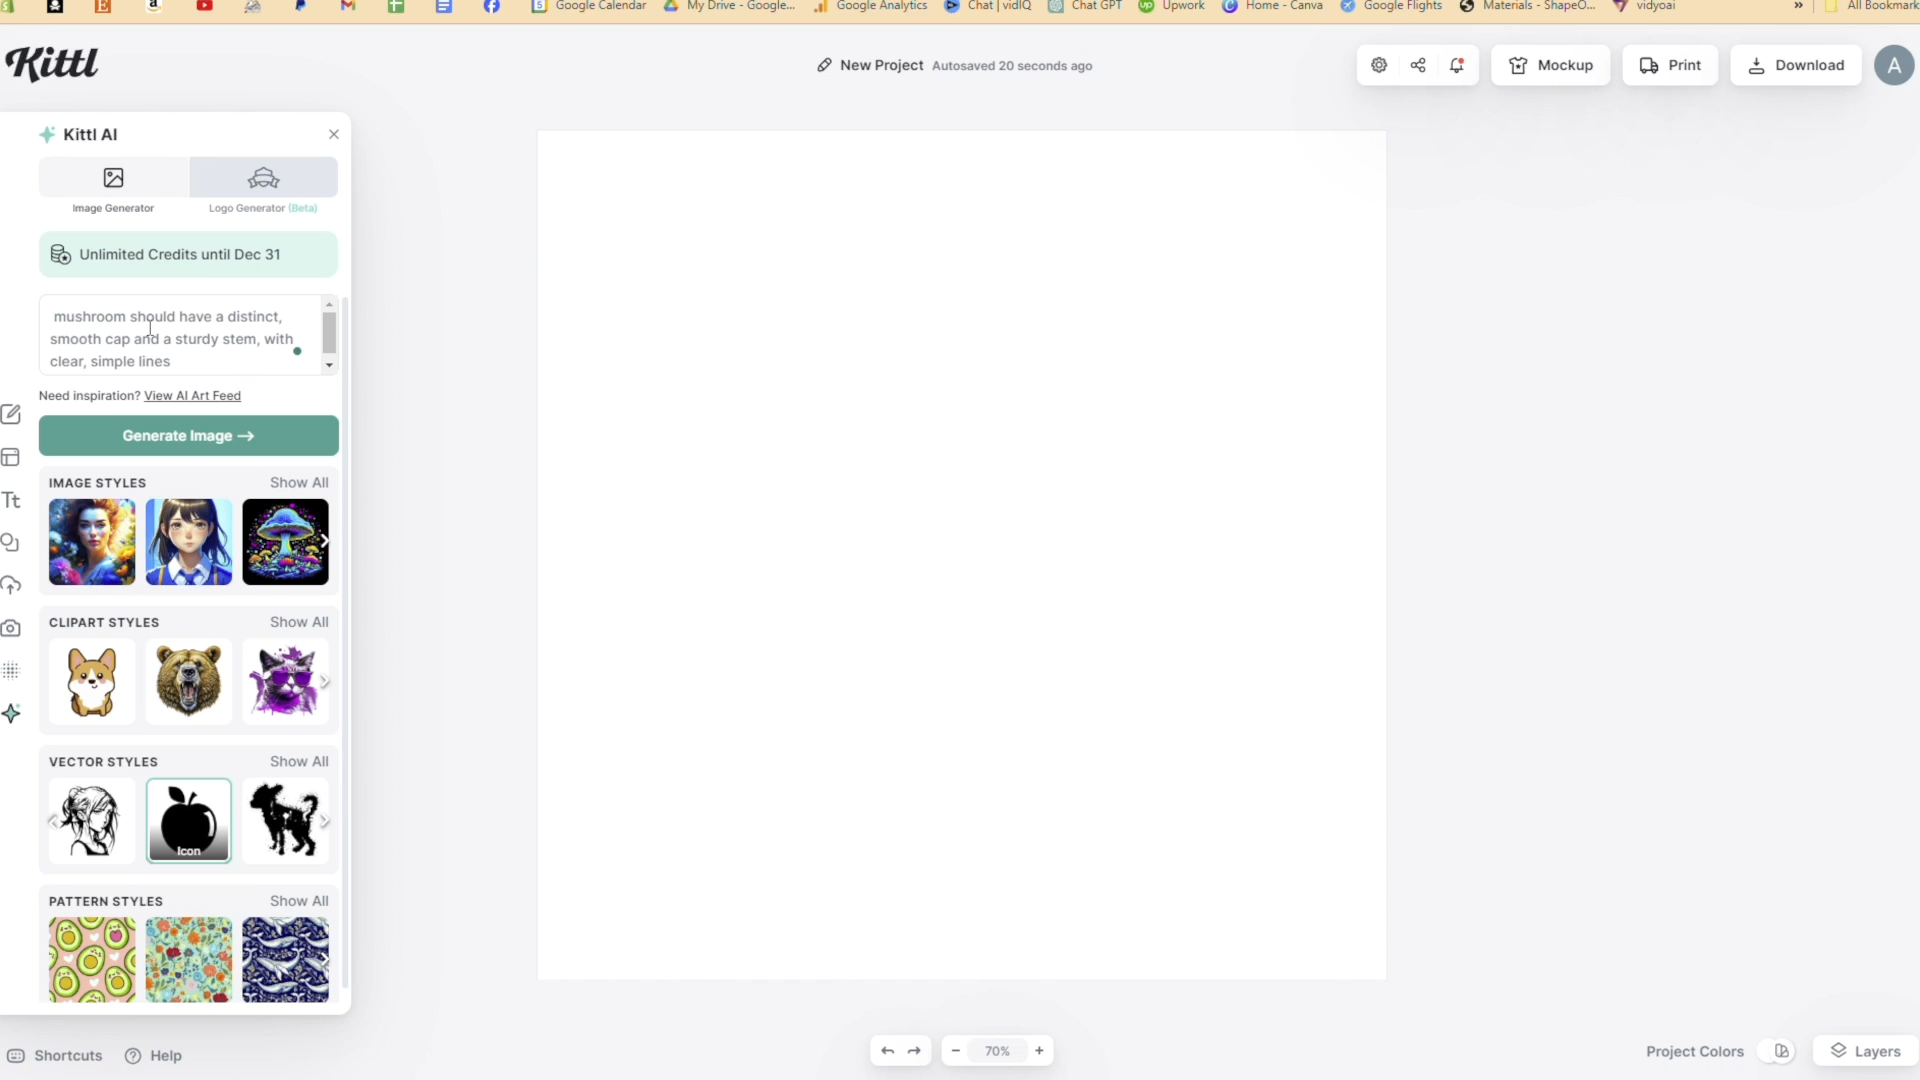 Google Calendar
My Drive - Google...
Google Analytics
Chat | vidIQ
Chat GPT
Upwork
Home - Canva
Google Flights
Materials - ShapeO...
vidyoai
»
All Bookmark
Kittl
New Project Autosaved 20 seconds ago
Mockup
Print
Download
A
Kittl AI
Image Generator
Logo Generator (Beta)
Unlimited Credits until Dec 31
mushroom should have a distinct,
smooth cap and a sturdy stem, with
clear, simple lines
Need inspiration? View AI Art Feed
Generate Image →
IMAGE STYLES Show All
CLIPART STYLES Show All
VECTOR STYLES Show All
Icon
PATTERN STYLES Show All
Tt
Shortcuts
Help
70%
Project Colors
Layers